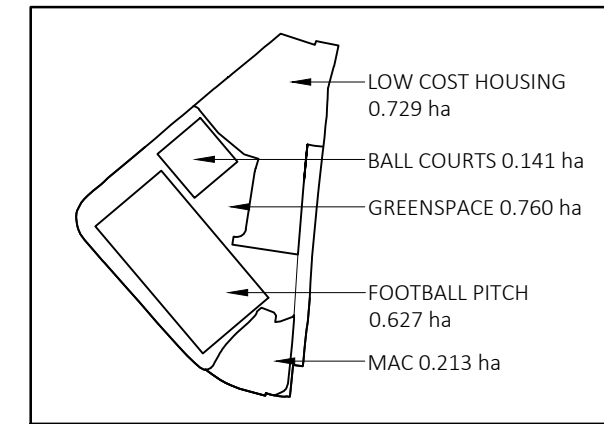 LOW COST HOUSING
0.729 ha
BALL COURTS 0.141 ha
GREENSPACE 0.760 ha
FOOTBALL PITCH
0.627 ha
MAC 0.213 ha